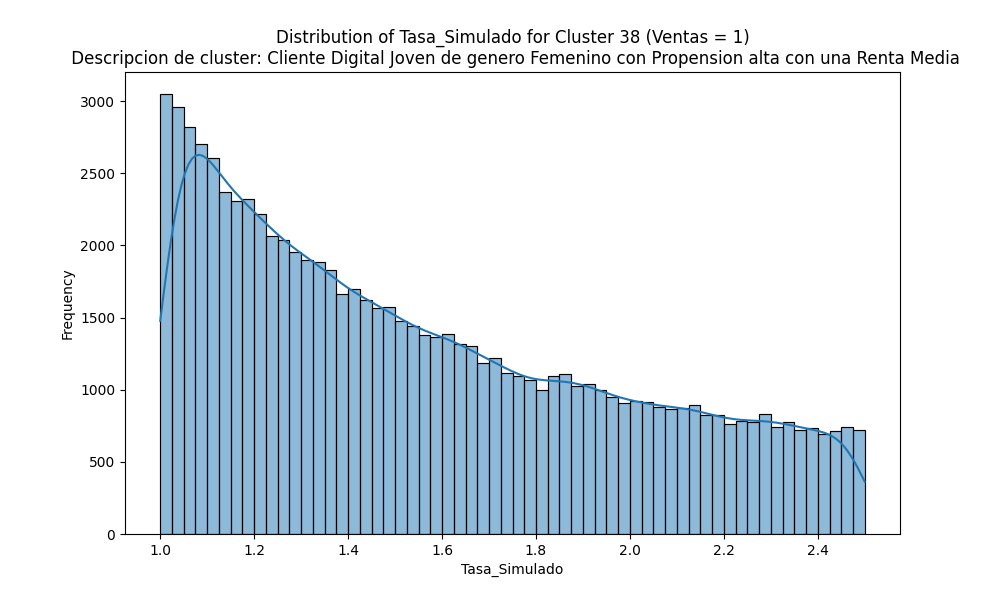 Distribution of Tasa_Simulado for Cluster 38 (Ventas = 1)
Descripcion de cluster: Cliente Digital Joven de genero Femenino con Propension alta con una Renta Media
3000
2500
2000
1500
1000
500
0
Frequency
1.0 1.2 1.4 1.6 1.8 2.0 2.2 2.4
Tasa_Simulado